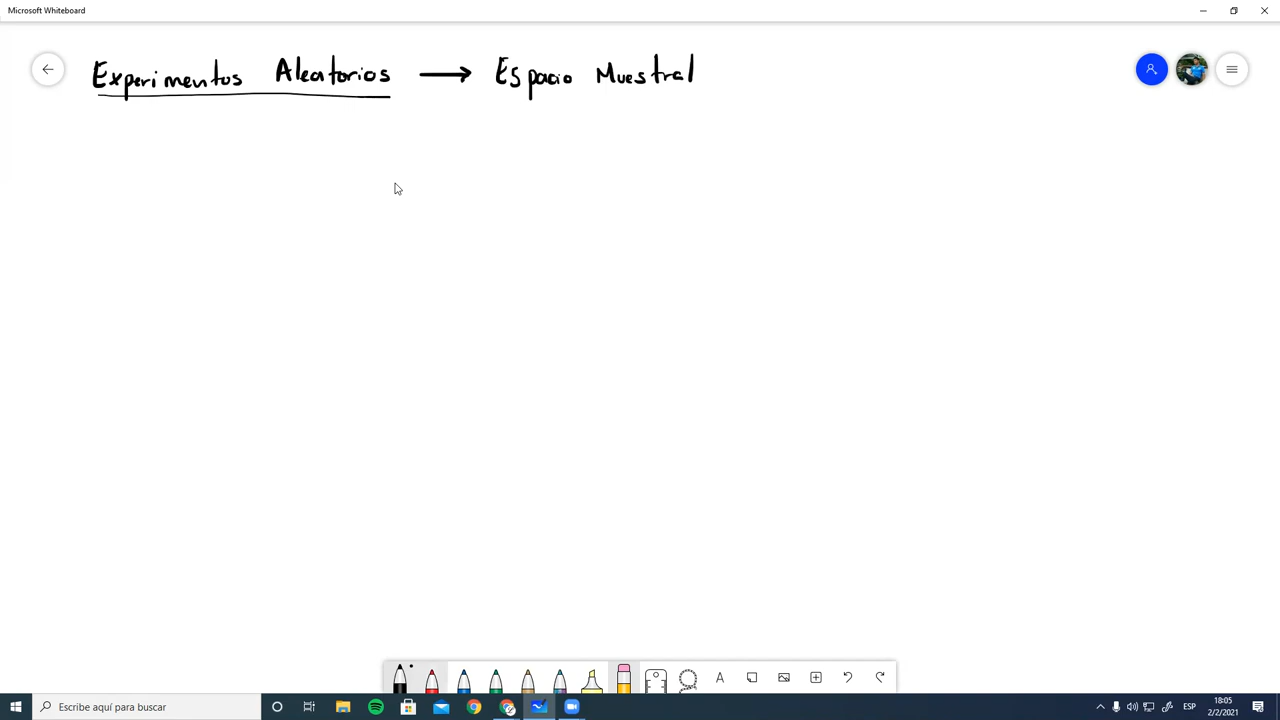 Microsoft Whiteboard
Experimentos Aleatorios → Espacio Muestral
A
Escribe aquí para buscar
ESP
18:05
2/2/2021